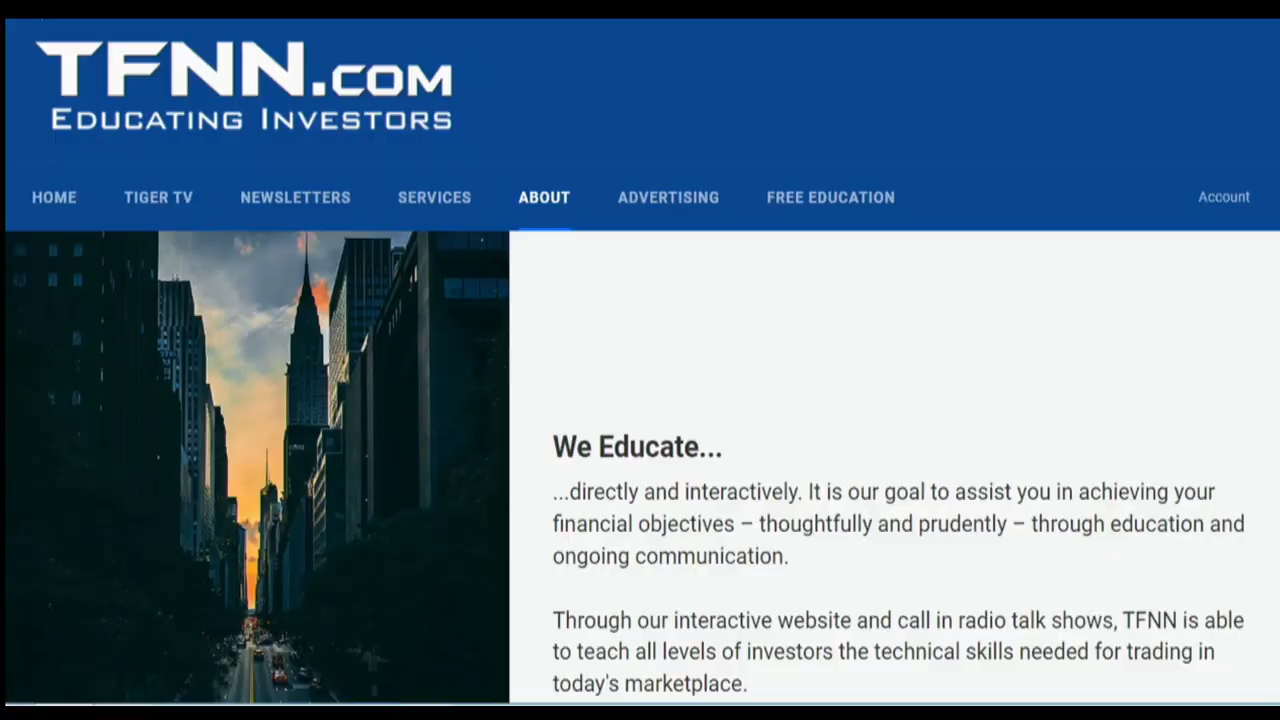 TFNN.COM
EDUCATING INVESTORS
HOME TIGER TV NEWSLETTERS SERVICES ABOUT ADVERTISING FREE EDUCATION Account
We Educate...
...directly and interactively. It is our goal to assist you in achieving your
financial objectives – thoughtfully and prudently – through education and
ongoing communication.
Through our interactive website and call in radio talk shows, TFNN is able
to teach all levels of investors the technical skills needed for trading in
today's marketplace.